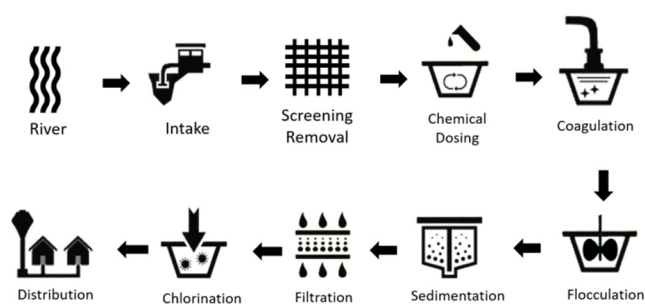 River
Intake
Screening
Removal
Chemical
Dosing
Coagulation
Flocculation
Sedimentation
Filtration
Chlorination
Distribution